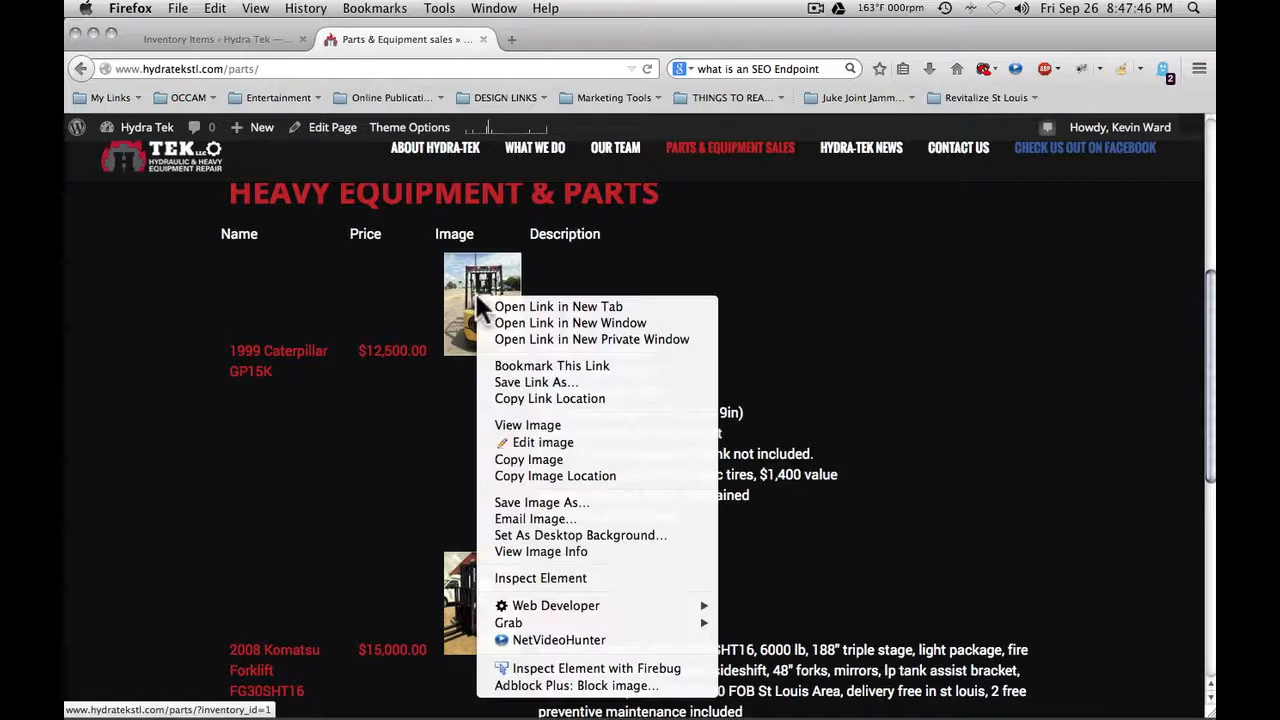 Firefox File Edit View History Bookmarks Tools Window Help 163°F 000rpm Fri Sep 26 8:47:46 PM
Inventory Items ‹ Hydra Tek —... Parts & Equipment sales » ...
www.hydratekstl.com/parts/ what is an SEO Endpoint
2
My Links OCCAM Entertainment Online Publicati... DESIGN LINKS Marketing Tools THINGS TO REA... Juke Joint Jamm... Revitalize St Louis
Hydra Tek 0 New Edit Page Theme Options Howdy, Kevin Ward
TEK LLC
HYDRAULIC & HEAVY
EQUIPMENT REPAIR
ABOUT HYDRA-TEK WHAT WE DO OUR TEAM PARTS & EQUIPMENT SALES HYDRA-TEK NEWS CONTACT US CHECK US OUT ON FACEBOOK
HEAVY EQUIPMENT & PARTS
Name Price Image Description
1999 Caterpillar
GP15K
$12,500.00
Open Link in New Tab
Open Link in New Window
Open Link in New Private Window
Bookmark This Link
Save Link As...
Copy Link Location
View Image
Edit image
Copy Image
Copy Image Location
Save Image As...
Email Image...
Set As Desktop Background...
View Image Info
Inspect Element
Web Developer
Grab
NetVideoHunter
Inspect Element with Firebug
Adblock Plus: Block image...
9in)
nk not included.
c tires, $1,400 value
ained
2008 Komatsu
Forklift
FG30SHT16
$15,000.00
SHT16, 6000 lb, 188” triple stage, light package, fire
sideshift, 48” forks, mirrors, lp tank assist bracket,
0 FOB St Louis Area, delivery free in st louis, 2 free
preventive maintenance included
www.hydratekstl.com/parts/?inventory_id=1